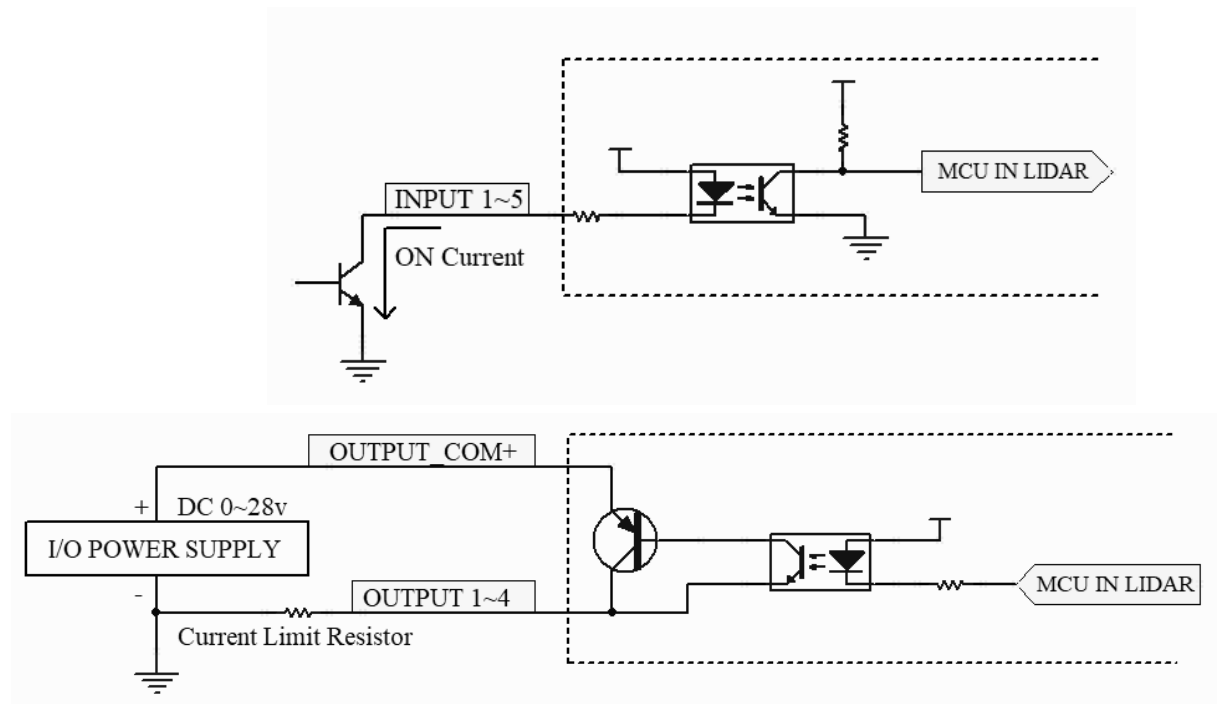 MCU IN LIDAR
INPUT 1~5
ON Current
OUTPUT_COM+
+ DC 0~28v
I/O POWER SUPPLY
-
OUTPUT 1~4
MCU IN LIDAR
Current Limit Resistor